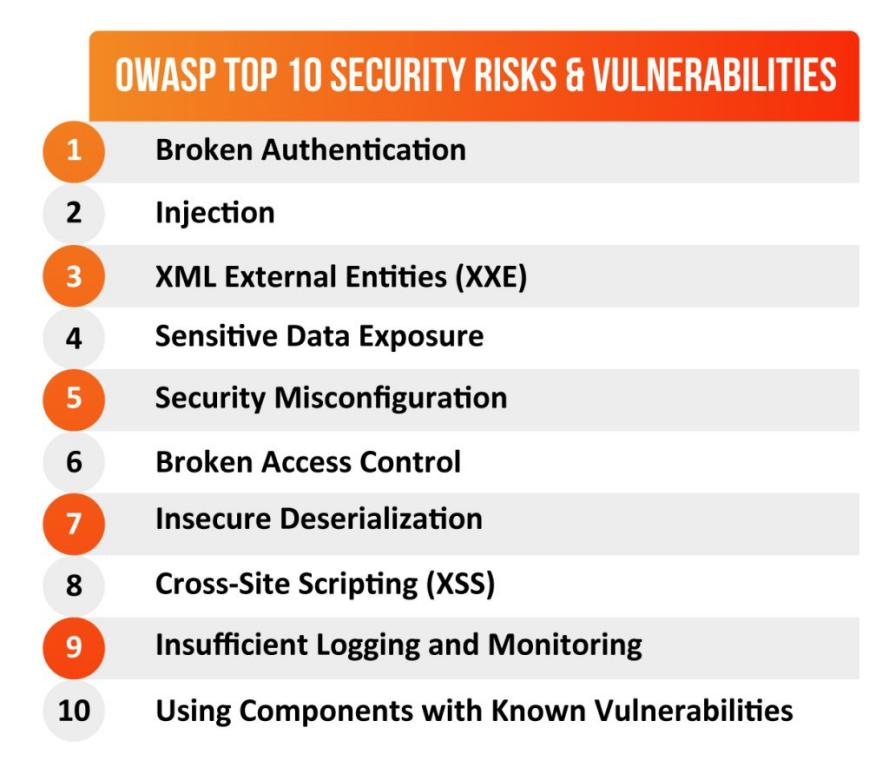 OWASP TOP 10 SECURITY RISKS & VULNERABILITIES
1 Broken Authentication
2 Injection
3 XML External Entities (XXE)
4 Sensitive Data Exposure
5 Security Misconfiguration
6 Broken Access Control
7 Insecure Deserialization
8 Cross-Site Scripting (XSS)
9 Insufficient Logging and Monitoring
10 Using Components with Known Vulnerabilities